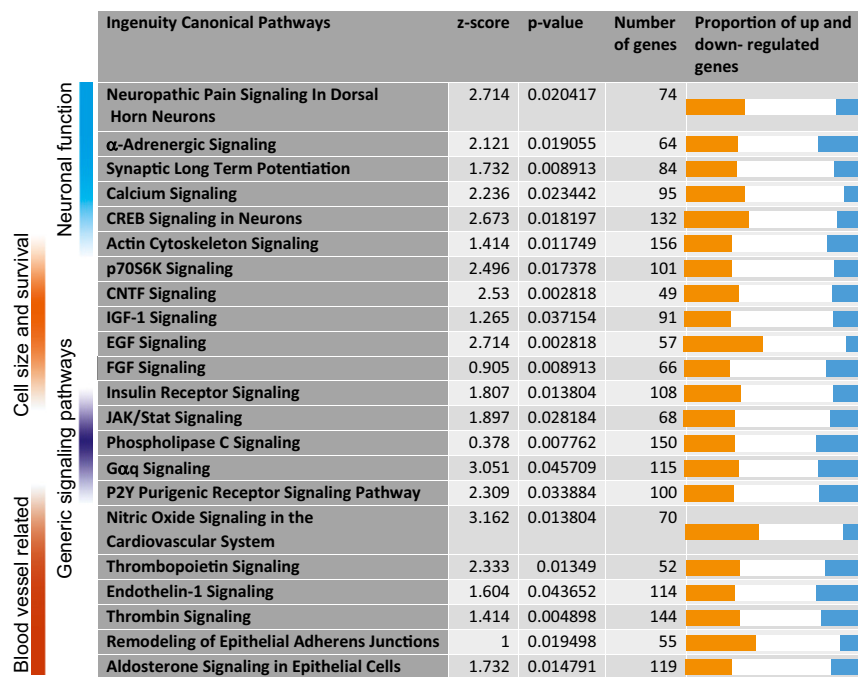 Ingenuity Canonical Pathways z-score p-value Number Proportion of up and
of genes down- regulated
genes
Neuropathic Pain Signaling In Dorsal 2.714 0.020417 74
Horn Neurons
α-Adrenergic Signaling 2.121 0.019055 64
Synaptic Long Term Potentiation 1.732 0.008913 84
Calcium Signaling 2.236 0.023442 95
CREB Signaling in Neurons 2.673 0.018197 132
Actin Cytoskeleton Signaling 1.414 0.011749 156
p70S6K Signaling 2.496 0.017378 101
CNTF Signaling 2.53 0.002818 49
IGF-1 Signaling 1.265 0.037154 91
EGF Signaling 2.714 0.002818 57
FGF Signaling 0.905 0.008913 66
Insulin Receptor Signaling 1.807 0.013804 108
JAK/Stat Signaling 1.897 0.028184 68
Phospholipase C Signaling 0.378 0.007762 150
Gαq Signaling 3.051 0.045709 115
P2Y Purigenic Receptor Signaling Pathway 2.309 0.033884 100
Nitric Oxide Signaling in the 3.162 0.013804 70
Cardiovascular System
Thrombopoietin Signaling 2.333 0.01349 52
Endothelin-1 Signaling 1.604 0.043652 114
Thrombin Signaling 1.414 0.004898 144
Remodeling of Epithelial Adherens Junctions 1 0.019498 55
Aldosterone Signaling in Epithelial Cells 1.732 0.014791 119
Neuronal function
Cell size and survival
Generic signaling pathways
Blood vessel related